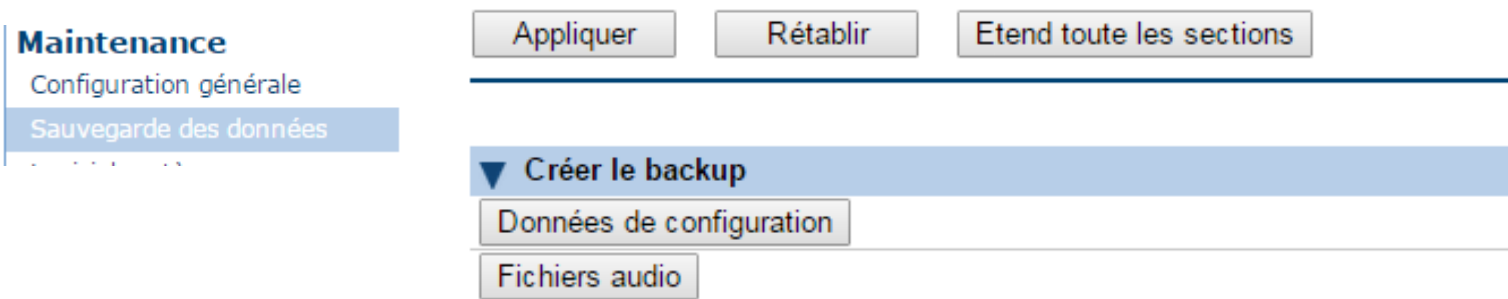 Maintenance
Configuration générale
Sauvegarde des données
Appliquer
Rétablir
Etend toute les sections
Créer le backup
Données de configuration
Fichiers audio